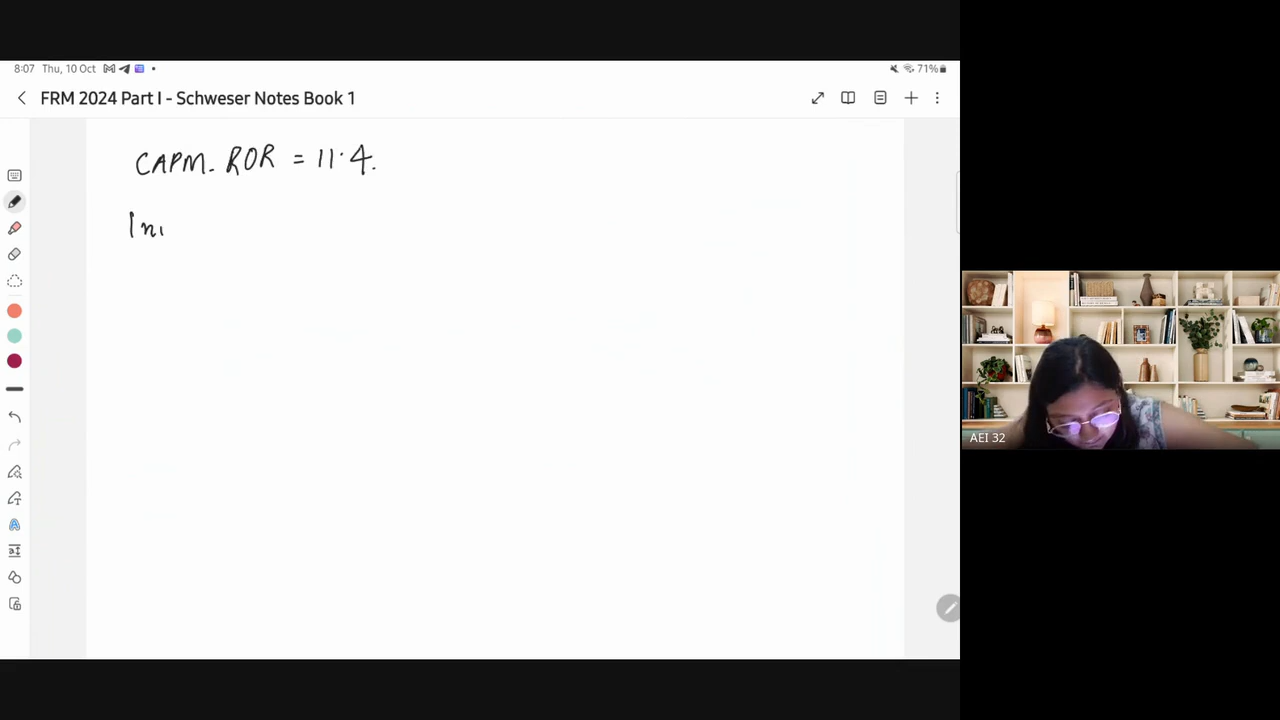 8:07 Thu, 10 Oct
71%
FRM 2024 Part I - Schweser Notes Book 1
CAPM. ROR = 11.4.
AEI 32